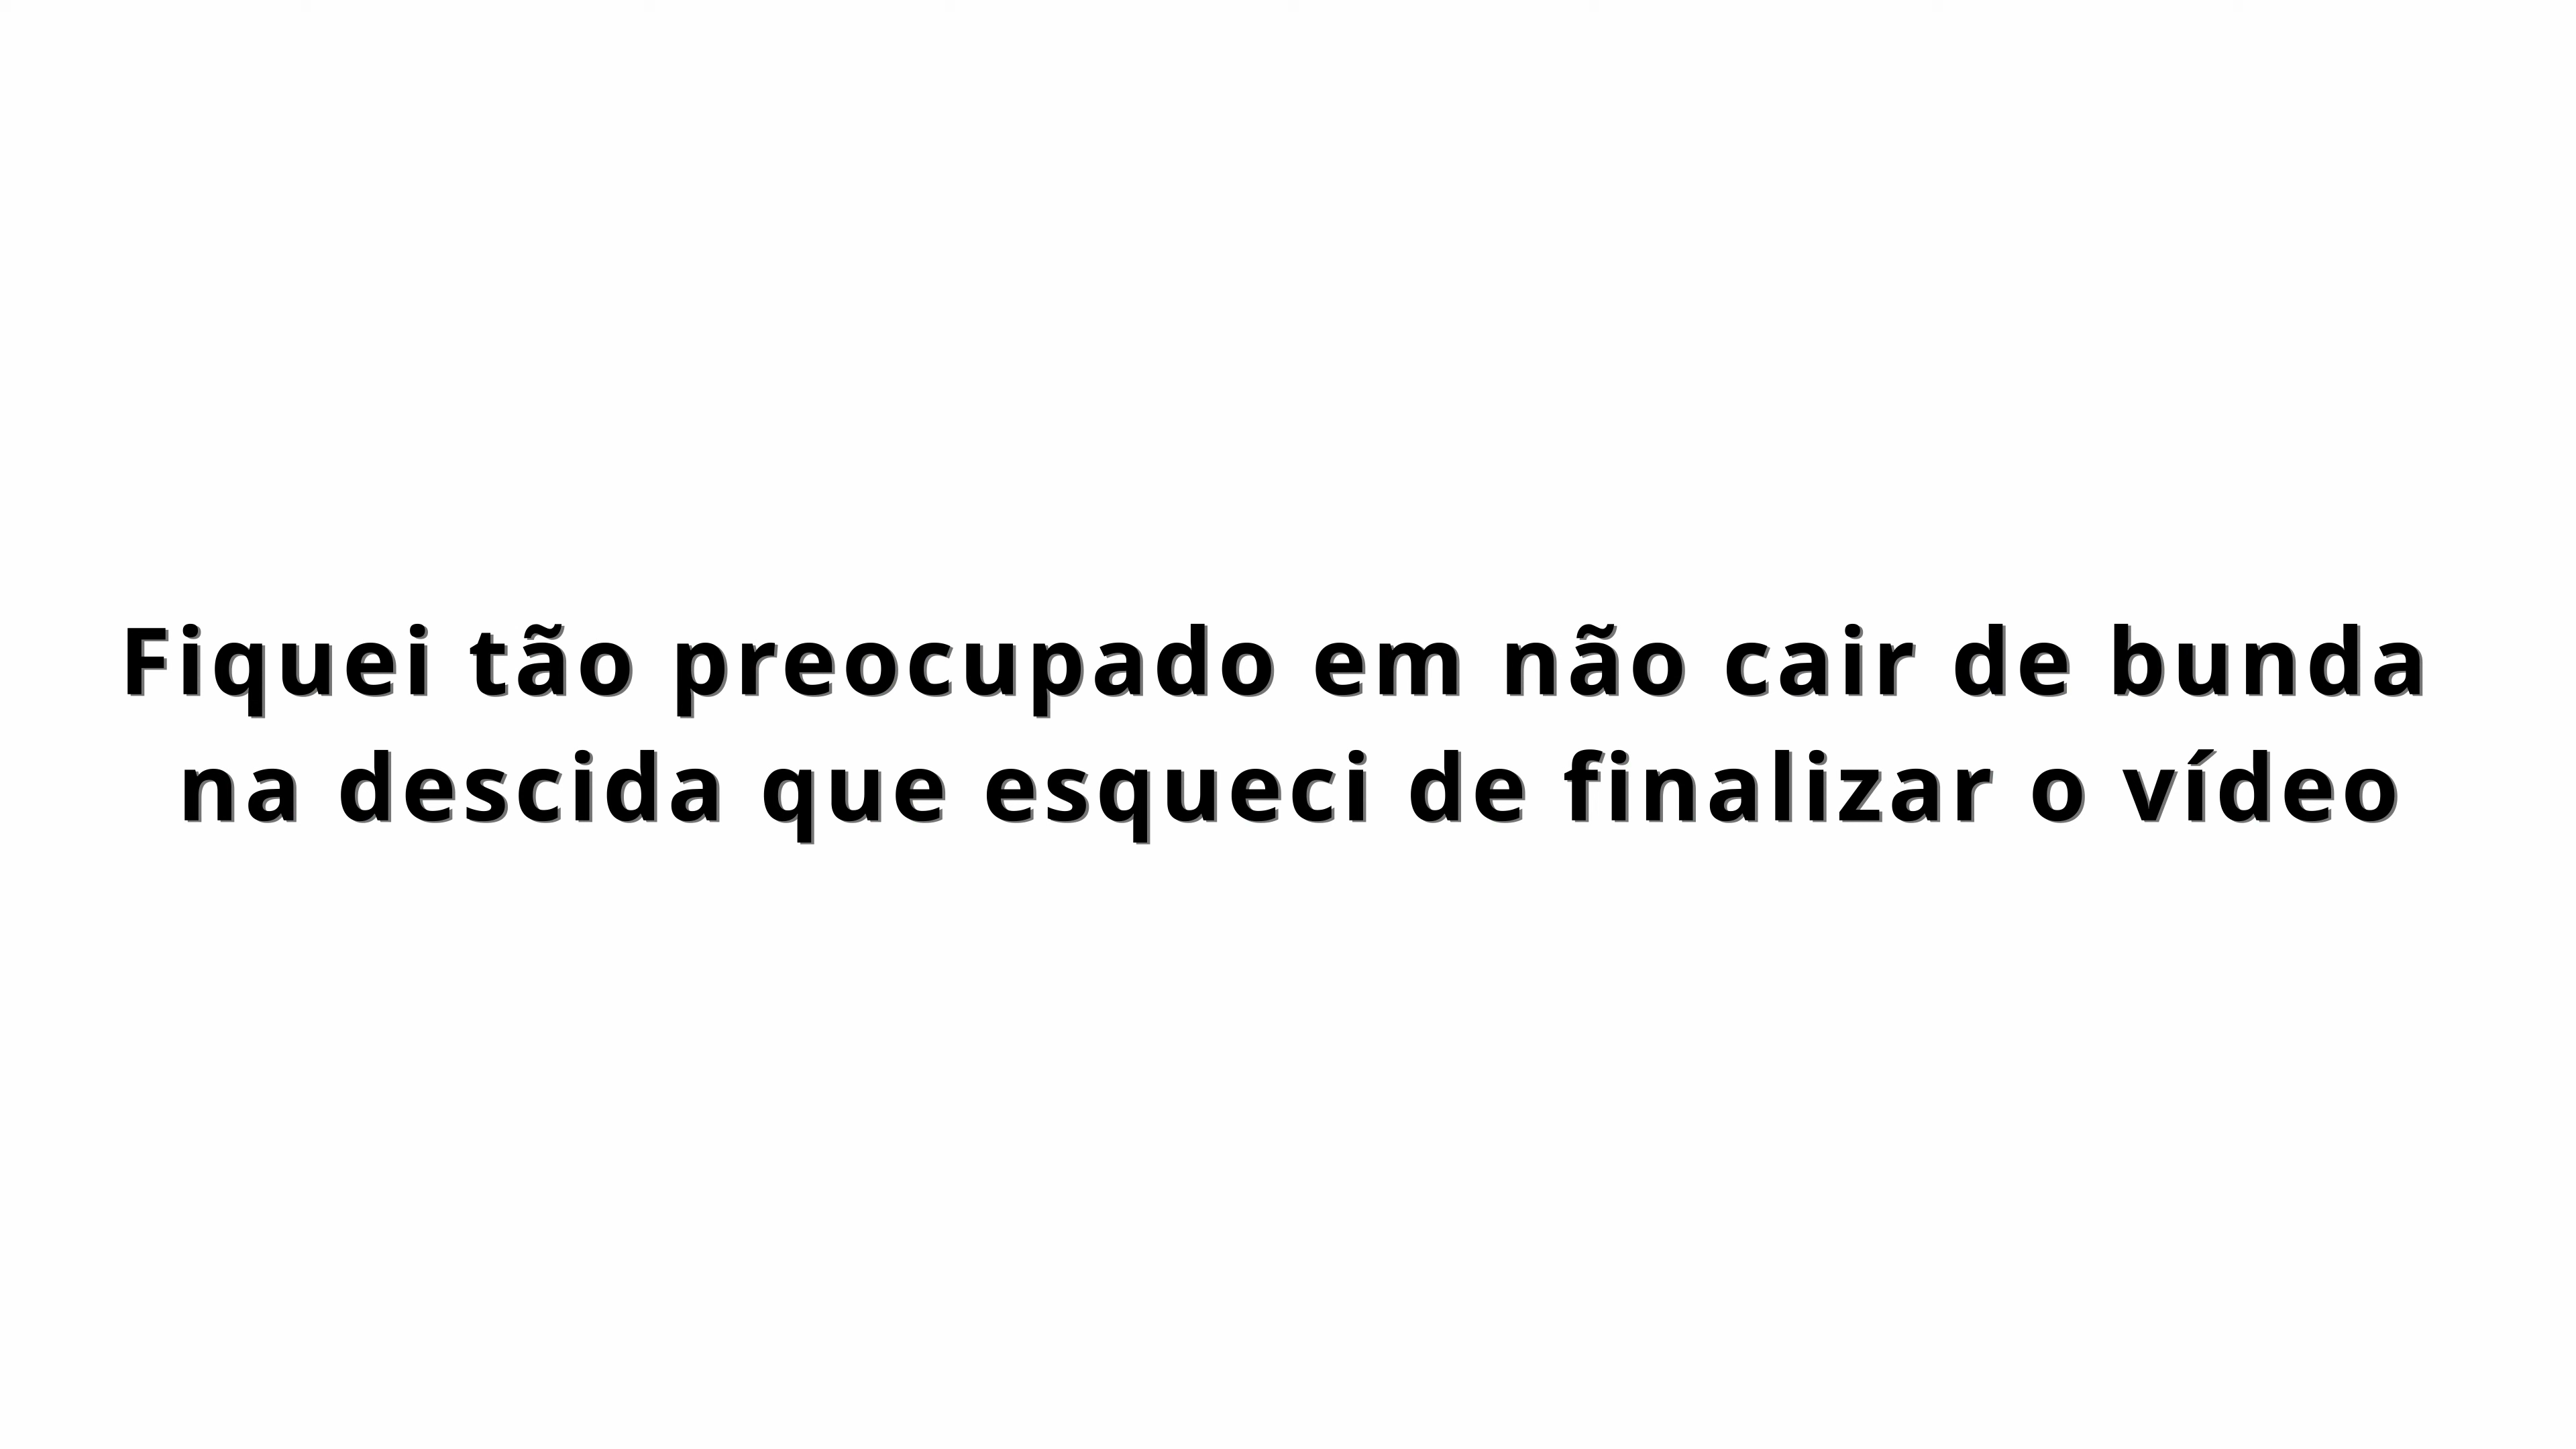 Fiquei tão preocupado em não cair de bunda
na descida que esqueci de finalizar o vídeo